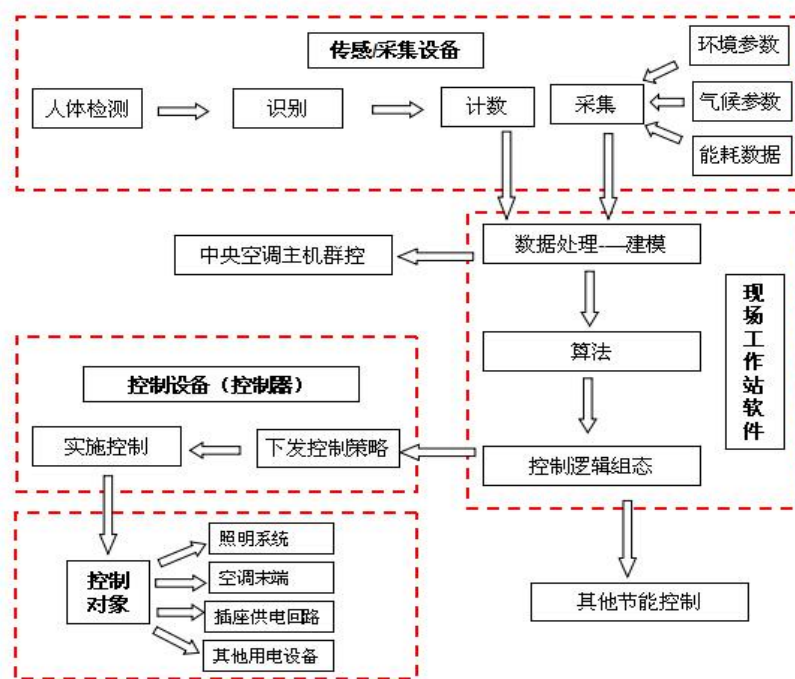 传感/采集设备
环境参数
人体检测
识别
计数
采集
气候参数
能耗数据
中央空调主机群控
数据处理-—建模
现
场
工
作
站
软
件
算法
控制设备（控制器）
实施控制
下发控制策略
控制逻辑组态
控制
对象
照明系统
空调末端
插座供电回路
其他用电设备
其他节能控制